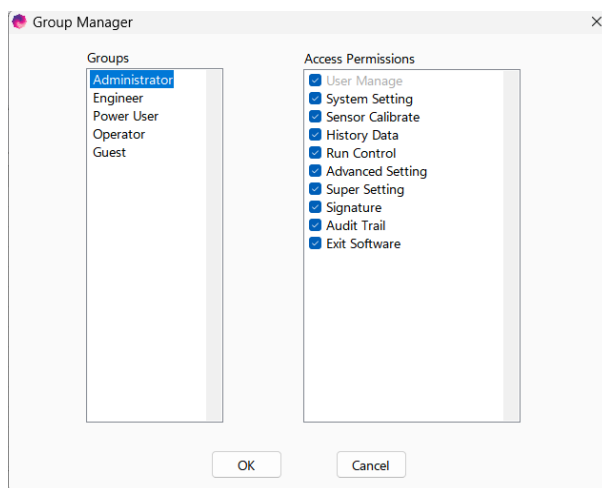 Group Manager
Groups
Administrator
Engineer
Power User
Operator
Guest
Access Permissions
User Manage
System Setting
Sensor Calibrate
History Data
Run Control
Advanced Setting
Super Setting
Signature
Audit Trail
Exit Software
OK
Cancel